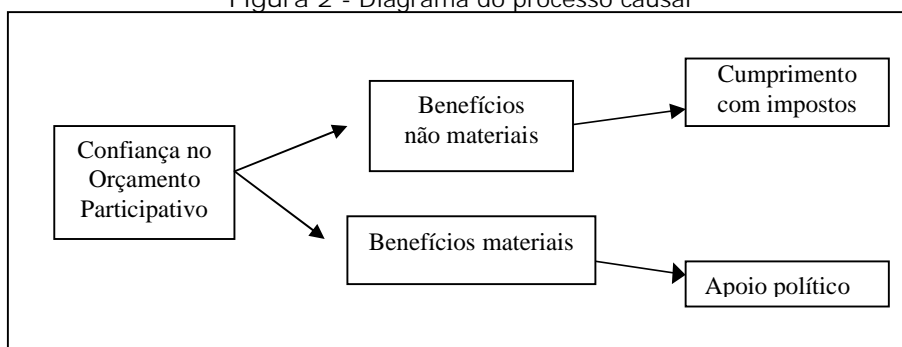 Figura 2 - Diagrama do processo causal
Confiança no
Orçamento
Participativo
Benefícios
não materiais
Benefícios materiais
Cumprimento
com impostos
Apoio político